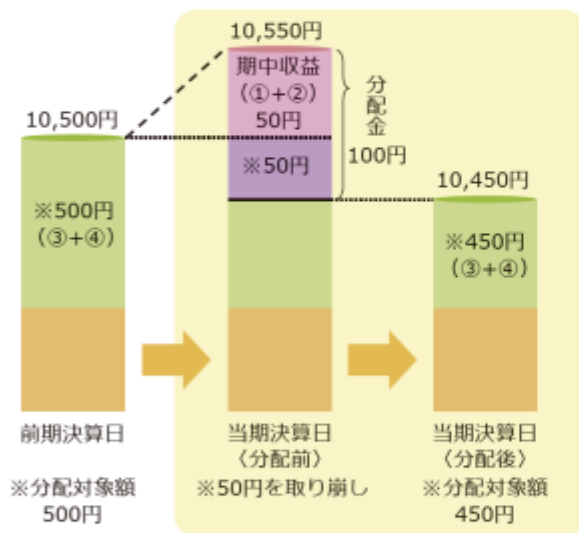 10,500円
※500円
(③+④)
前期決算日
※分配対象額
500円
10,550円
期中収益
(①+②)
50円
※50円
分配金
100円
当期決算日
〈分配前〉
※50円を取り崩し
10,450円
※450円
(③+④)
当期決算日
〈分配後〉
※分配対象額
450円